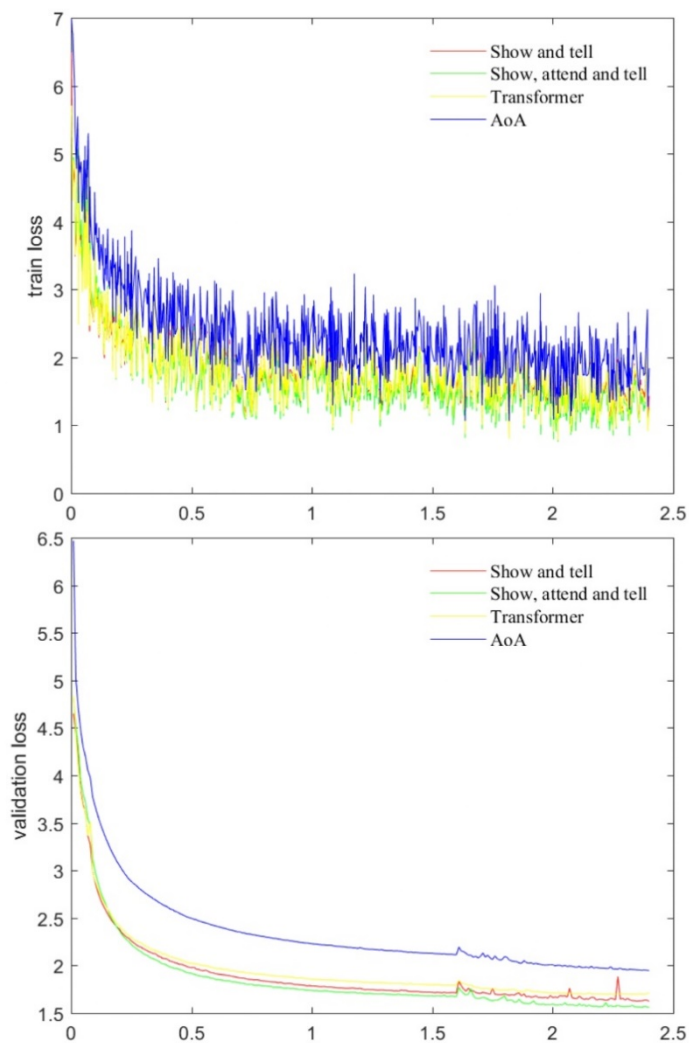 7
6
5
4
3
2
1
0
train loss
Show and tell
Show, attend and tell
Transformer
AoA
0 0.5 1 1.5 2 2.5
6.5
6
5.5
5
4.5
4
3.5
3
2.5
2
1.5
validation loss
Show and tell
Show, attend and tell
Transformer
AoA
0 0.5 1 1.5 2 2.5